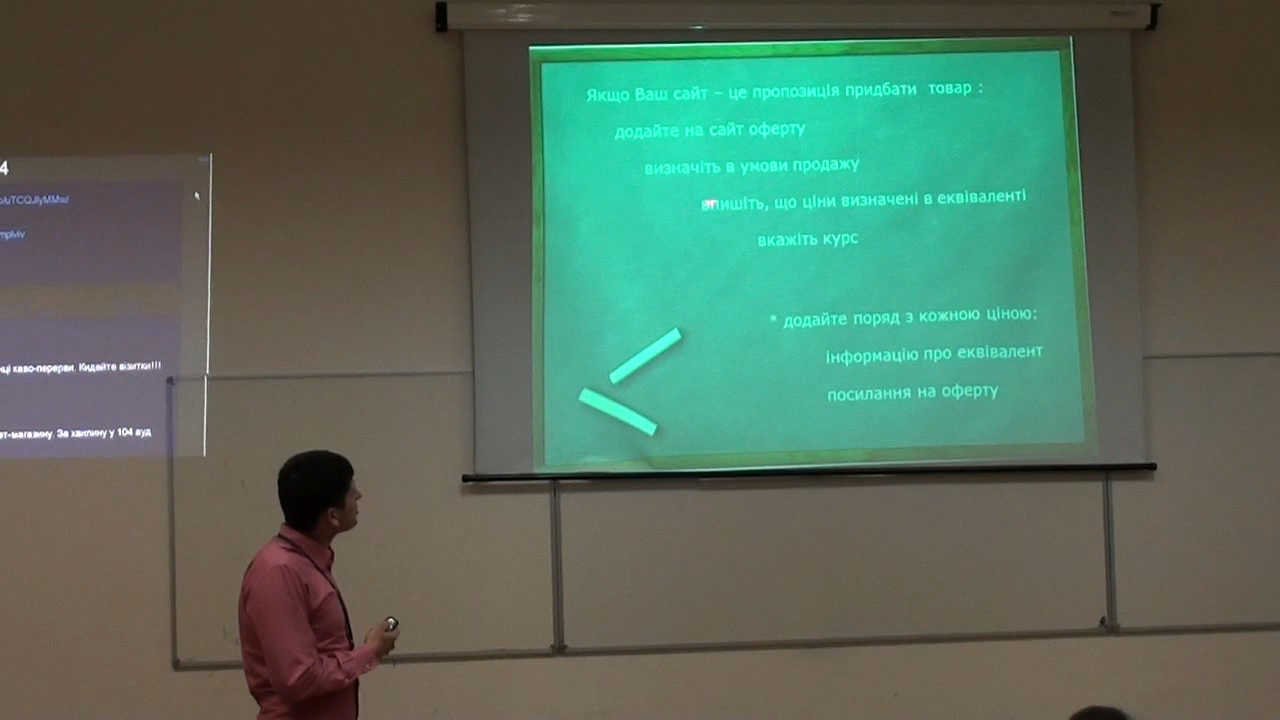 Якщо Ваш сайт – це пропозиція придбати товар :
додайте на сайт оферту
визначіть в умови продажу
впишіть, що ціни визначені в еквіваленті
вкажіть курс
* додайте поряд з кожною ціною:
інформацію про еквівалент
посилання на оферту
4
каво-перерви. Кидайте візитки!!!
За хвилину у 104 ауд